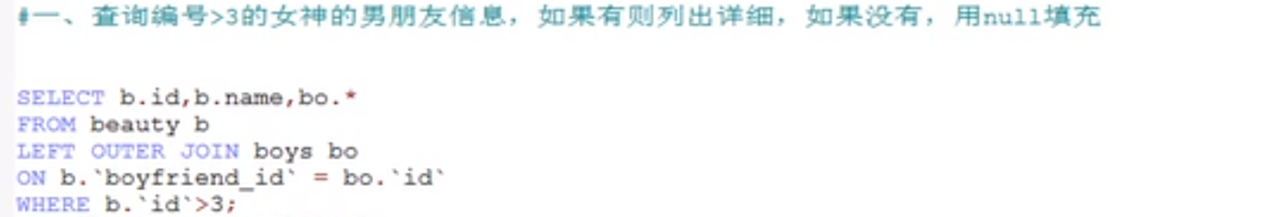 #一、查询编号>3的女神的男朋友信息，如果有则列出详细，如果没有，用null填充
SELECT b.id,b.name,bo.*
FROM beauty b
LEFT OUTER JOIN boys bo
ON b.`boyfriend_id` = bo.`id`
WHERE b.`id`>3;